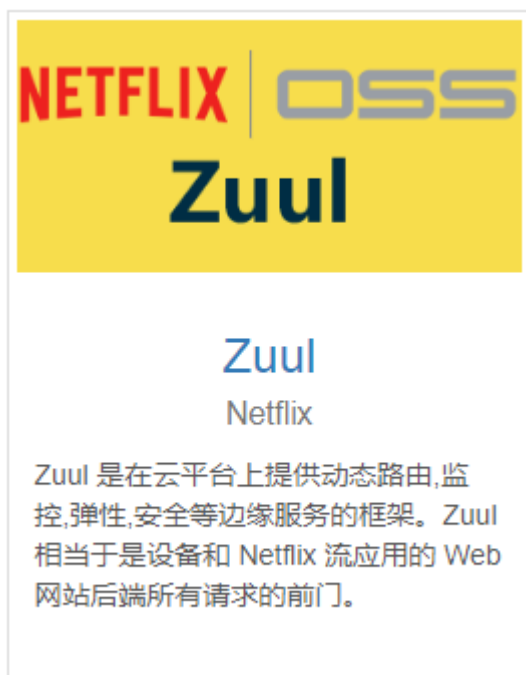 NETFLIX OSS
Zuul
Zuul
Netflix
Zuul 是在云平台上提供动态路由,监
控,弹性,安全等边缘服务的框架。Zuul
相当于是设备和 Netflix 流应用的 Web
网站后端所有请求的前门。